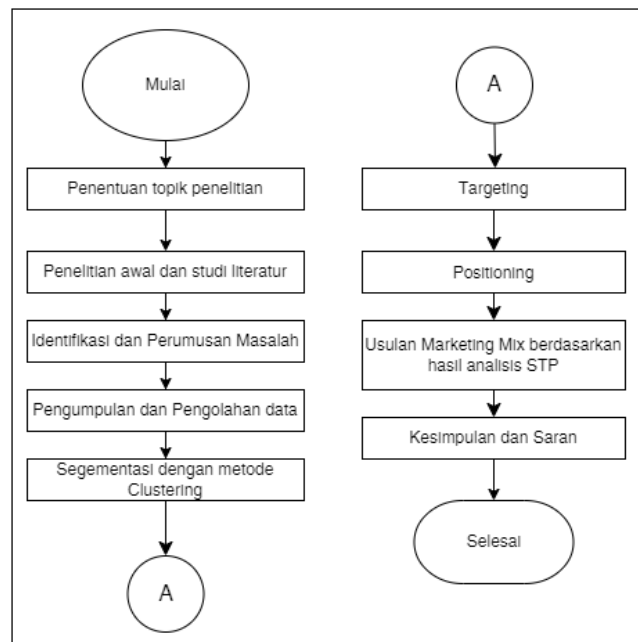 Mulai
Penentuan topik penelitian
Penelitian awal dan studi literatur
Identifikasi dan Perumusan Masalah
Pengumpulan dan Pengolahan data
Segementasi dengan metode
Clustering
A
A
Targeting
Positioning
Usulan Marketing Mix berdasarkan
hasil analisis STP
Kesimpulan dan Saran
Selesai